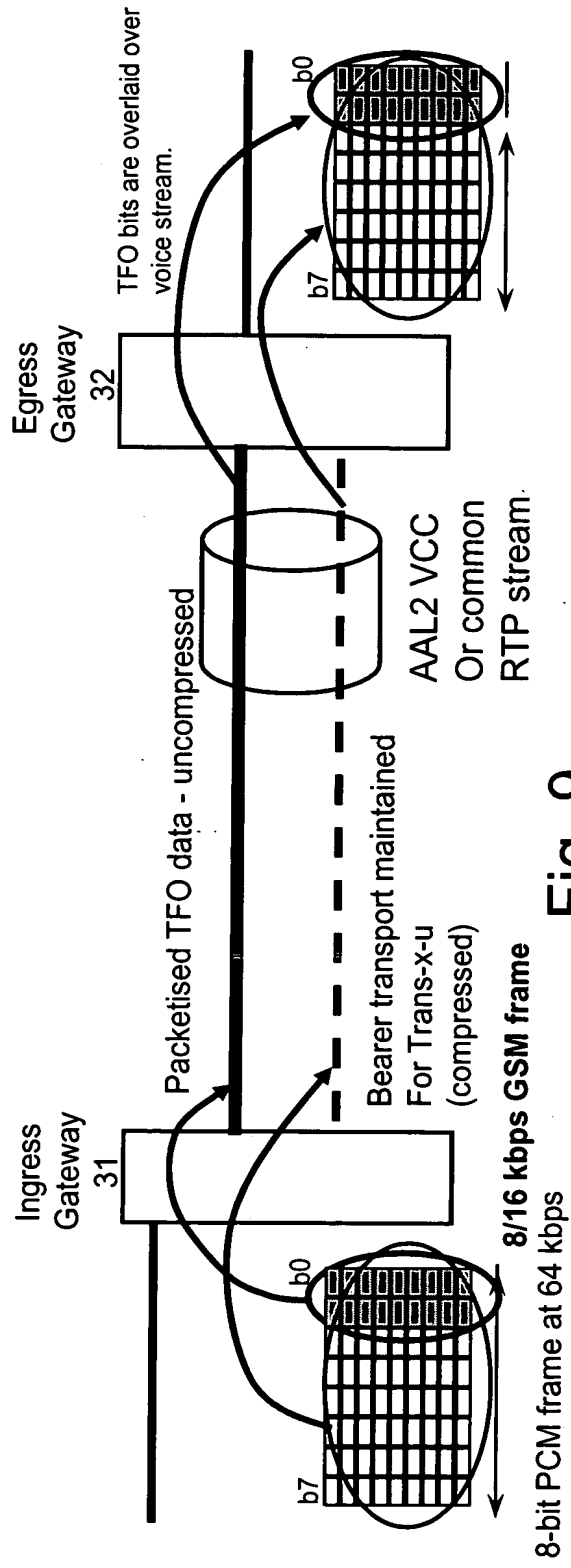 Ingress
Gateway
31
Egress
Gateway
32
Packetised TFO data - uncompressed
TFO bits are overlaid over
voice stream.
Bearer transport maintained
For Trans-x-u
(compressed)
AAL2 VCC
Or common
RTP stream
b7
b0
b7
b0
8/16 kbps GSM frame
8-bit PCM frame at 64 kbps